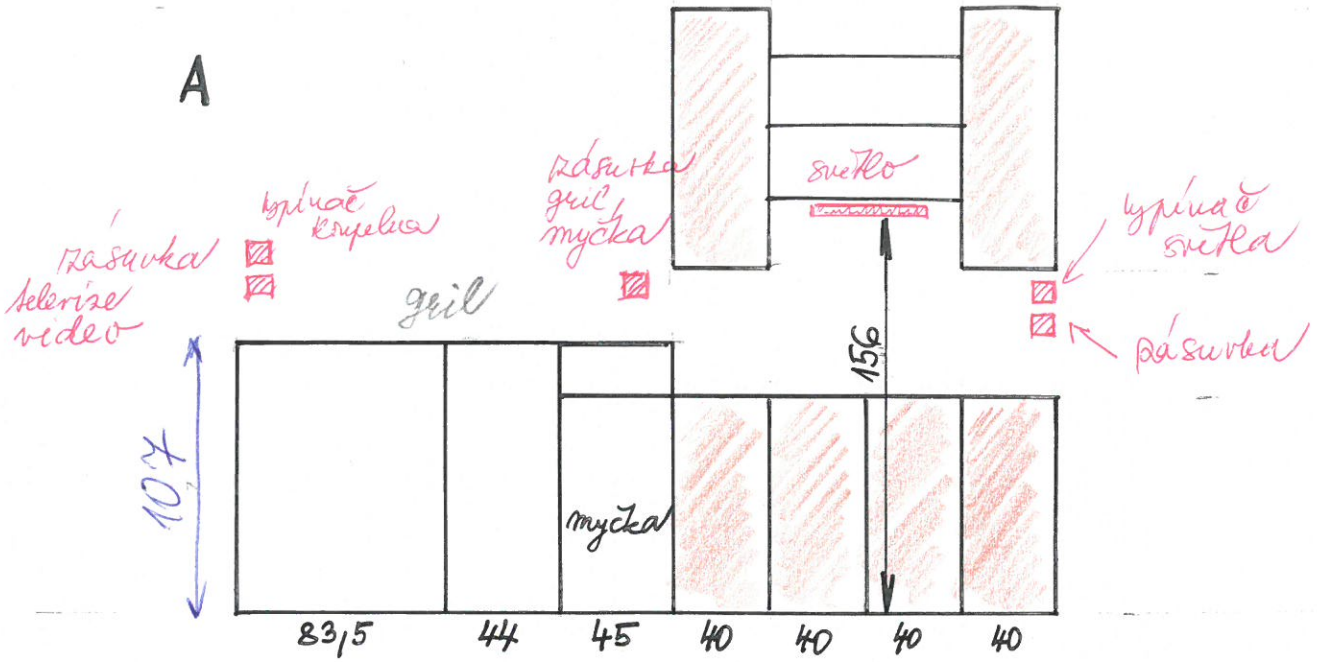 A
zásuvka
gril,
myčka
světlo
vypínač
koupelna
vypínač
světla
zásuvka
televize
video
gril
zásuvka
107
156
myčka
83,5 44 45 40 40 40 40